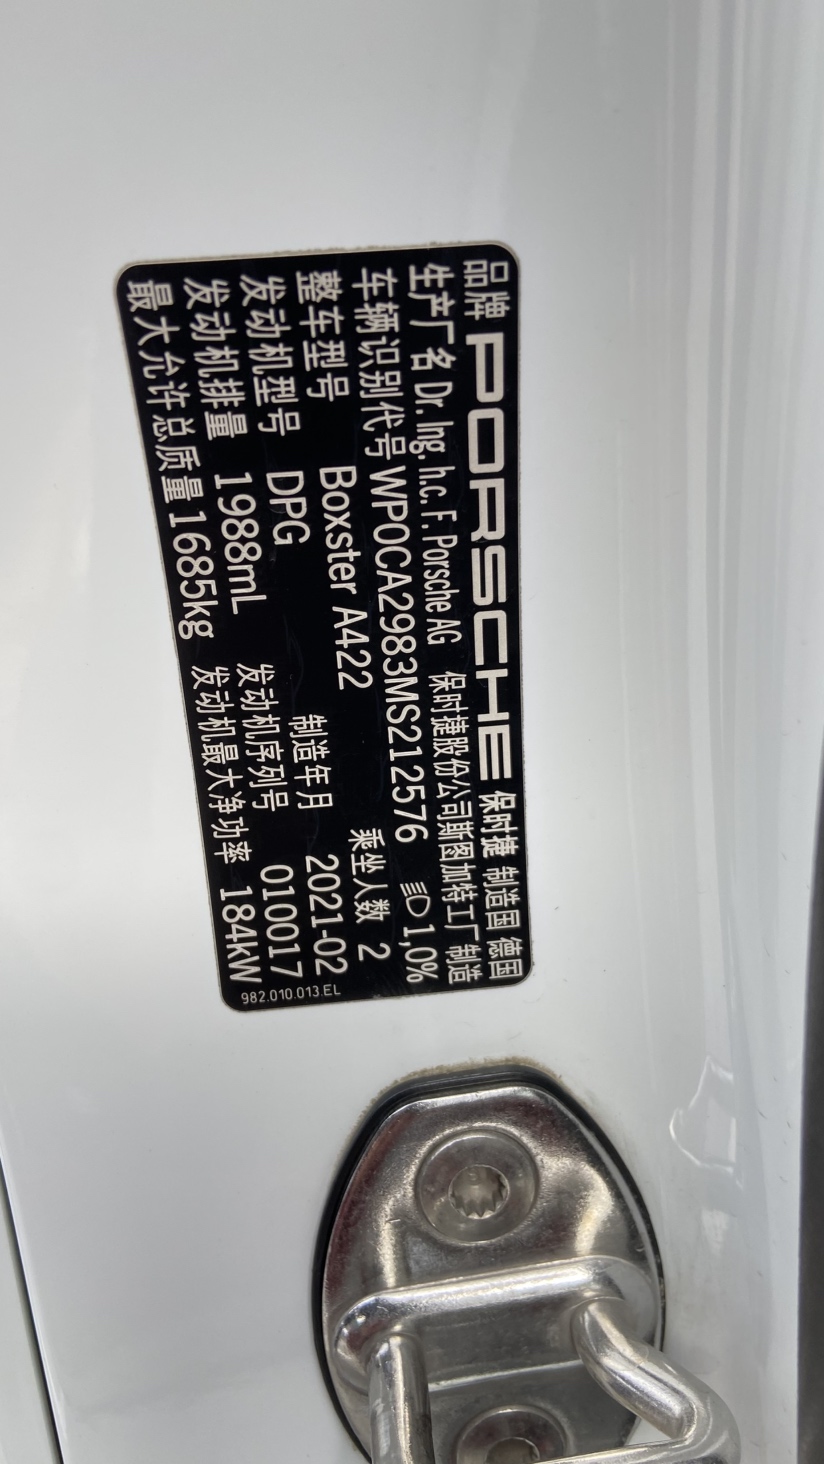 品牌 PORSCHE 保时捷 制造国 德国
生产厂名 Dr. Ing. h.c. F. Porsche AG 保时捷股份公司斯图加特工厂制造
车辆识别代号 WP0CA2983MS212576 1,0%
整车型号 Boxster A422 乘坐人数 2
发动机型号 DPG 制造年月 2021-02
发动机排量 1988mL 发动机序列号 010017
最大允许总质量 1685kg 发动机最大净功率 184kW
982.010.013.EL